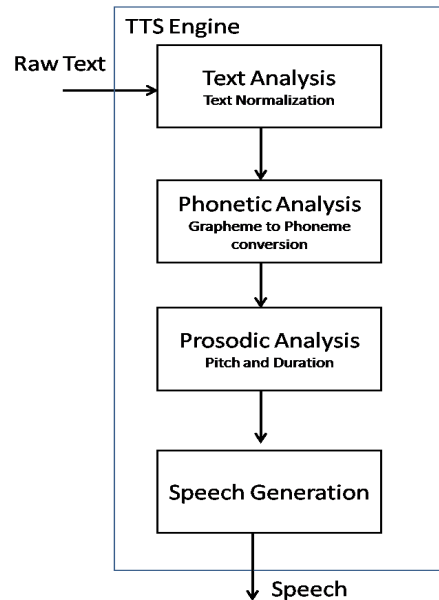 TTS Engine
Raw Text
Text Analysis
Text Normalization
Phonetic Analysis
Grapheme to Phoneme
conversion
Prosodic Analysis
Pitch and Duration
Speech Generation
Speech